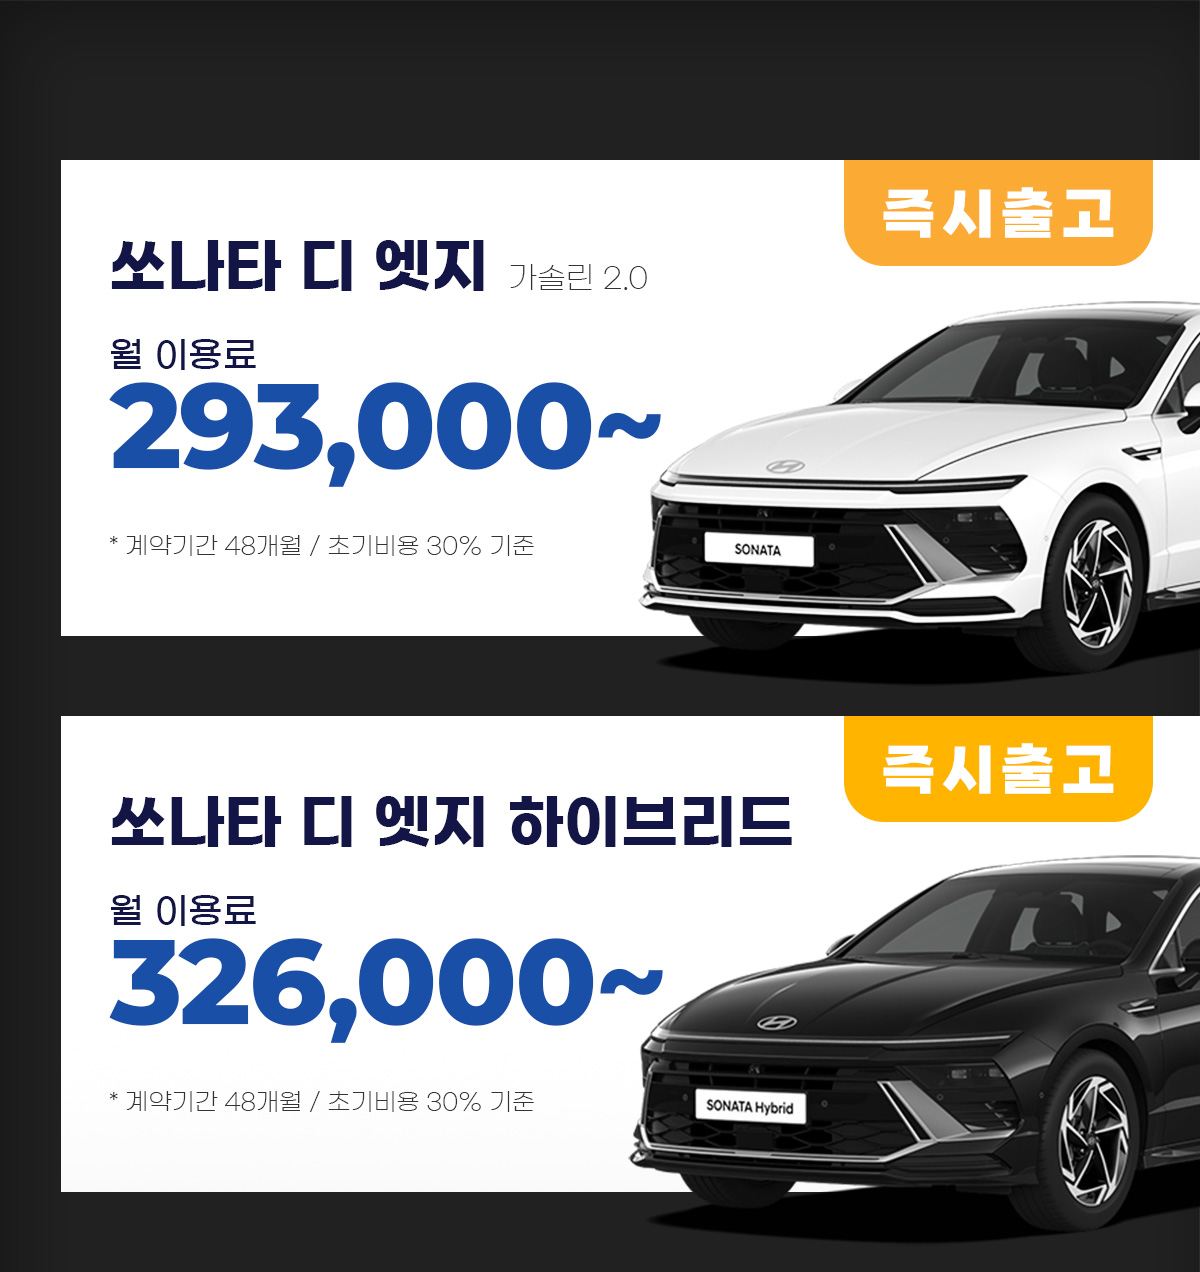 즉시출고
쏘나타 디 엣지 가솔린 2.0
월 이용료
293,000~
* 계약기간 48개월 / 초기비용 30% 기준
SONATA
즉시출고
쏘나타 디 엣지 하이브리드
월 이용료
326,000~
* 계약기간 48개월 / 초기비용 30% 기준
SONATA Hybrid